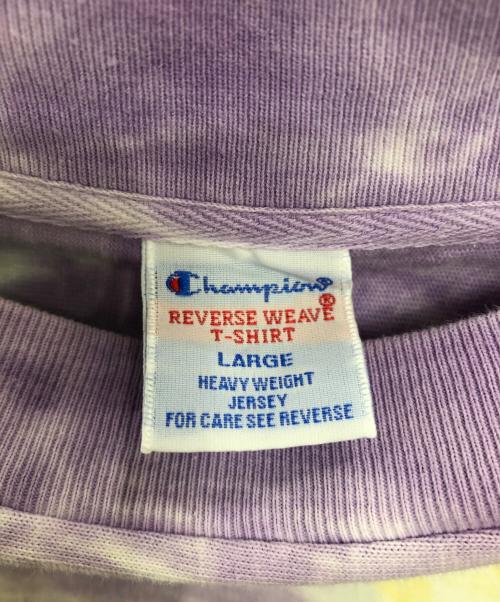 Champion®
REVERSE WEAVE®
T-SHIRT
LARGE
HEAVY WEIGHT
JERSEY
FOR CARE SEE REVERSE